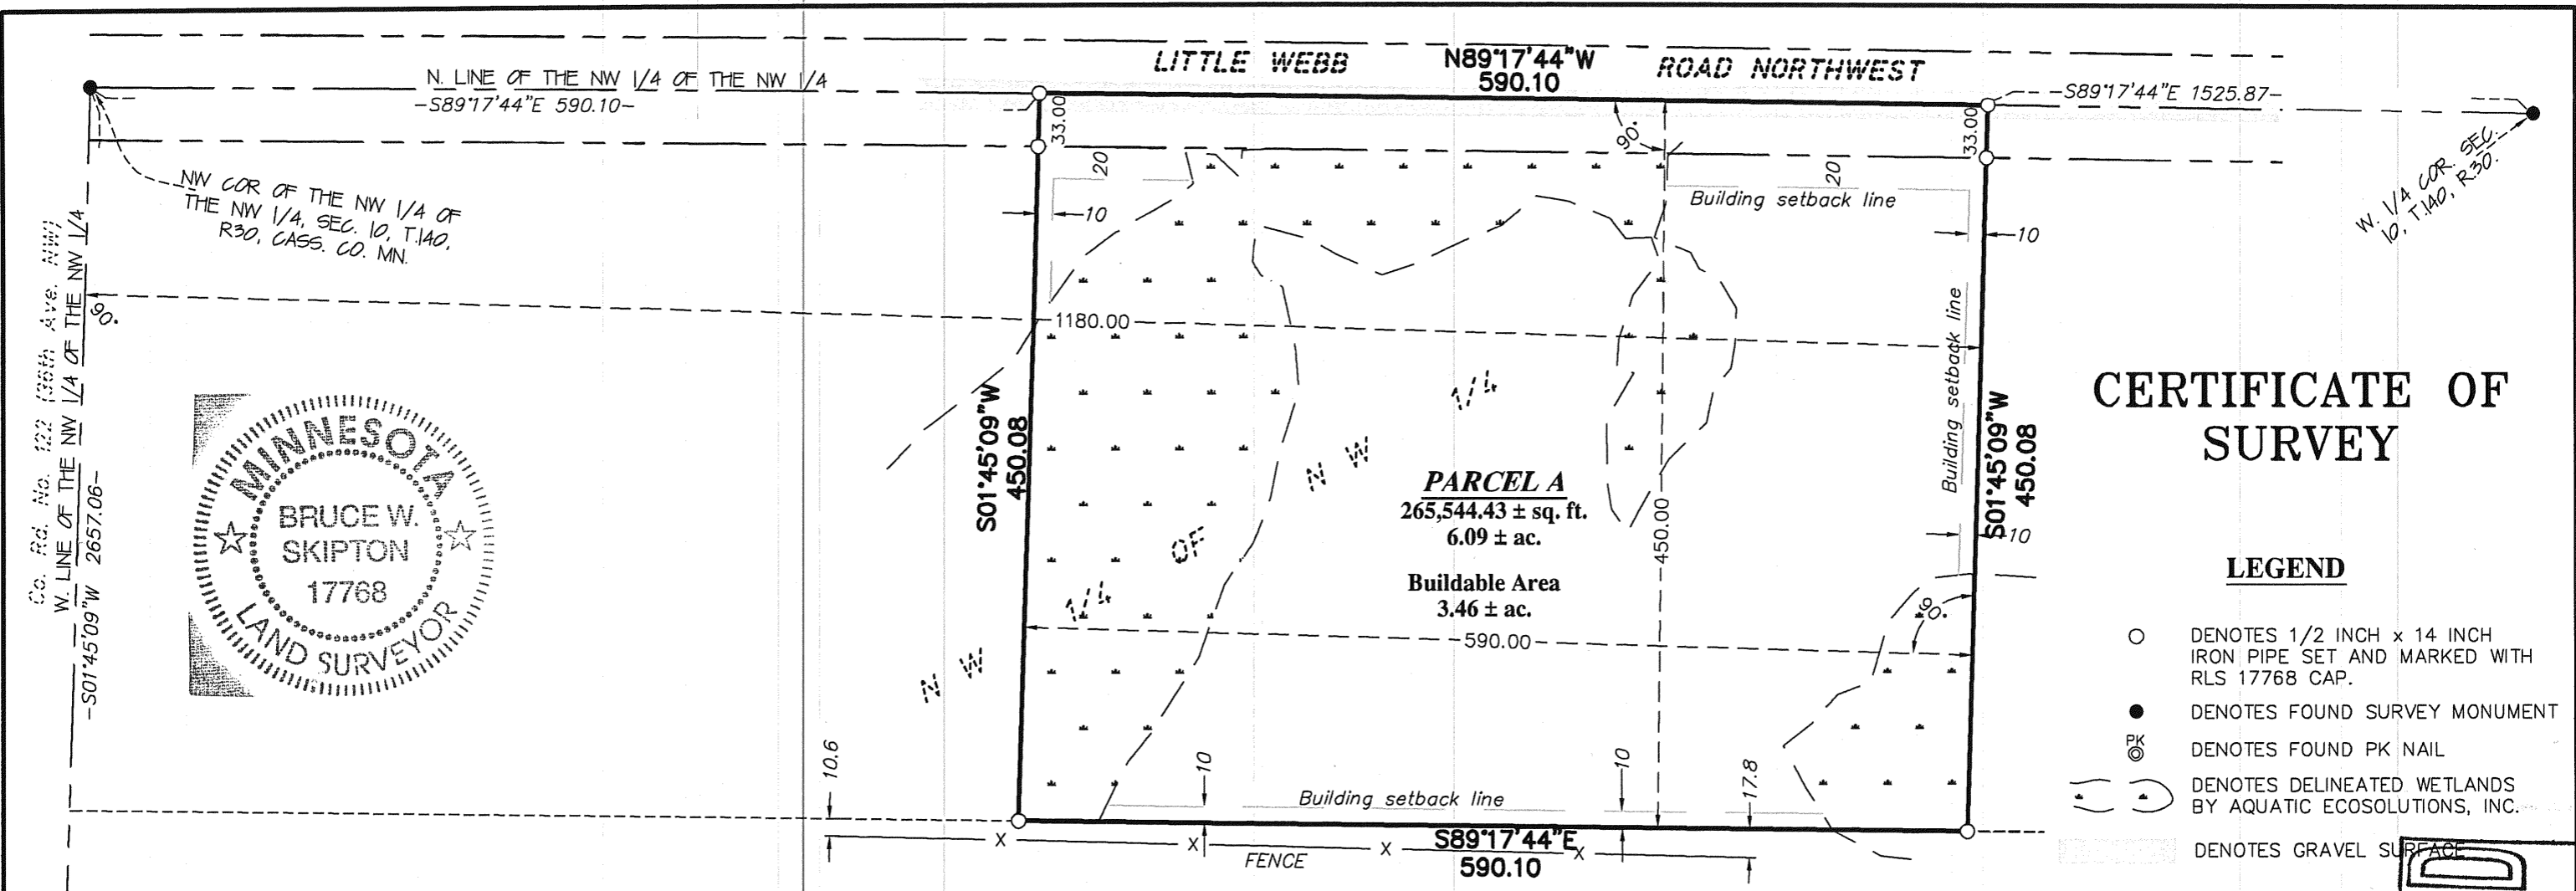 LITTLE WEBB ROAD NORTHWEST
N89°17'44"W
590.10
N. LINE OF THE NW 1/4 OF THE NW 1/4
-S89°17'44"E 590.10-
-S89°17'44"E 1525.87-
33.00
33.00
90°
20
20
NW COR OF THE NW 1/4 OF
THE NW 1/4, SEC. 10, T.140,
R30, CASS. CO. MN.
W. 1/4 COR. SEC.
10, T.140, R.30.
Building setback line
10
10
Co. Rd. No. 122 (36th Ave. NW)
W. LINE OF THE NW 1/4 OF THE NW 1/4
-S01°45'09"W 2657.06-
90°
1180.00
Building setback line
S01°45'09"W
450.08
S01°45'09"W
450.08
NW 1/4 OF NW 1/4
MINNESOTA
BRUCE W.
SKIPTON
17768
LAND SURVEYOR
PARCEL A
265,544.43 ± sq. ft.
6.09 ± ac.
Buildable Area
3.46 ± ac.
450.00
10
90°
590.00
10.6
10
10
17.8
Building setback line
X X X X
FENCE
S89°17'44"E
590.10
CERTIFICATE OF
SURVEY
LEGEND
DENOTES 1/2 INCH x 14 INCH
IRON PIPE SET AND MARKED WITH
RLS 17768 CAP.
DENOTES FOUND SURVEY MONUMENT
PK
DENOTES FOUND PK NAIL
DENOTES DELINEATED WETLANDS
BY AQUATIC ECOSOLUTIONS, INC.
DENOTES GRAVEL SURFACE